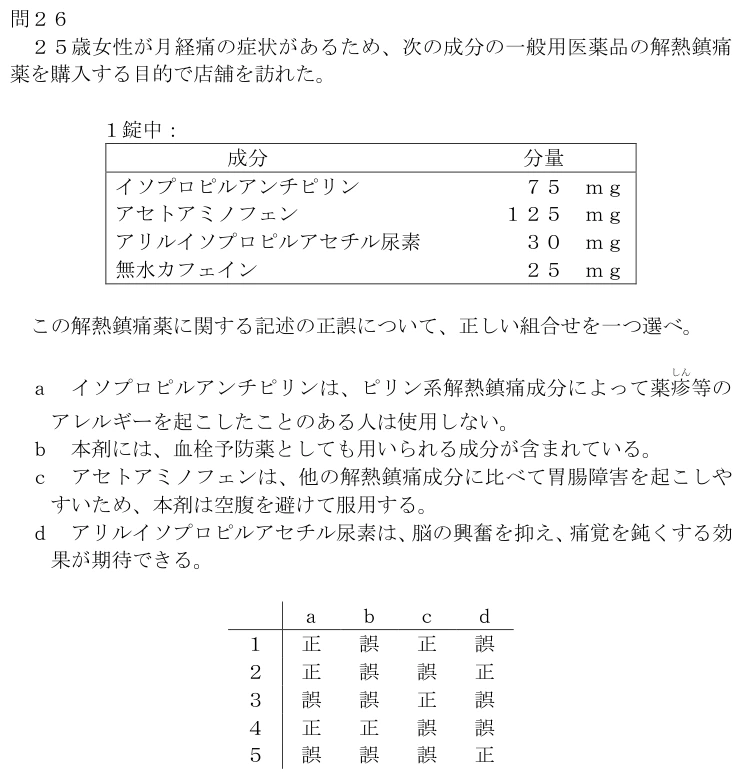 問２６
２５歳女性が月経痛の症状があるため、次の成分の一般用医薬品の解熱鎮痛
薬を購入する目的で店舗を訪れた。
１錠中：
成分 分量
イソプロピルアンチピリン ７５ ｍｇ
アセトアミノフェン １２５ ｍｇ
アリルイソプロピルアセチル尿素 ３０ ｍｇ
無水カフェイン ２５ ｍｇ
この解熱鎮痛薬に関する記述の正誤について、正しい組合せを一つ選べ。
しん
ａ イソプロピルアンチピリンは、ピリン系解熱鎮痛成分によって薬疹等の
アレルギーを起こしたことのある人は使用しない。
ｂ 本剤には、血栓予防薬としても用いられる成分が含まれている。
ｃ アセトアミノフェンは、他の解熱鎮痛成分に比べて胃腸障害を起こしや
すいため、本剤は空腹を避けて服用する。
ｄ アリルイソプロピルアセチル尿素は、脳の興奮を抑え、痛覚を鈍くする効
果が期待できる。
ａ ｂ ｃ ｄ
１ 正 誤 正 誤
２ 正 誤 誤 正
３ 誤 誤 正 誤
４ 正 正 誤 誤
５ 誤 誤 誤 正